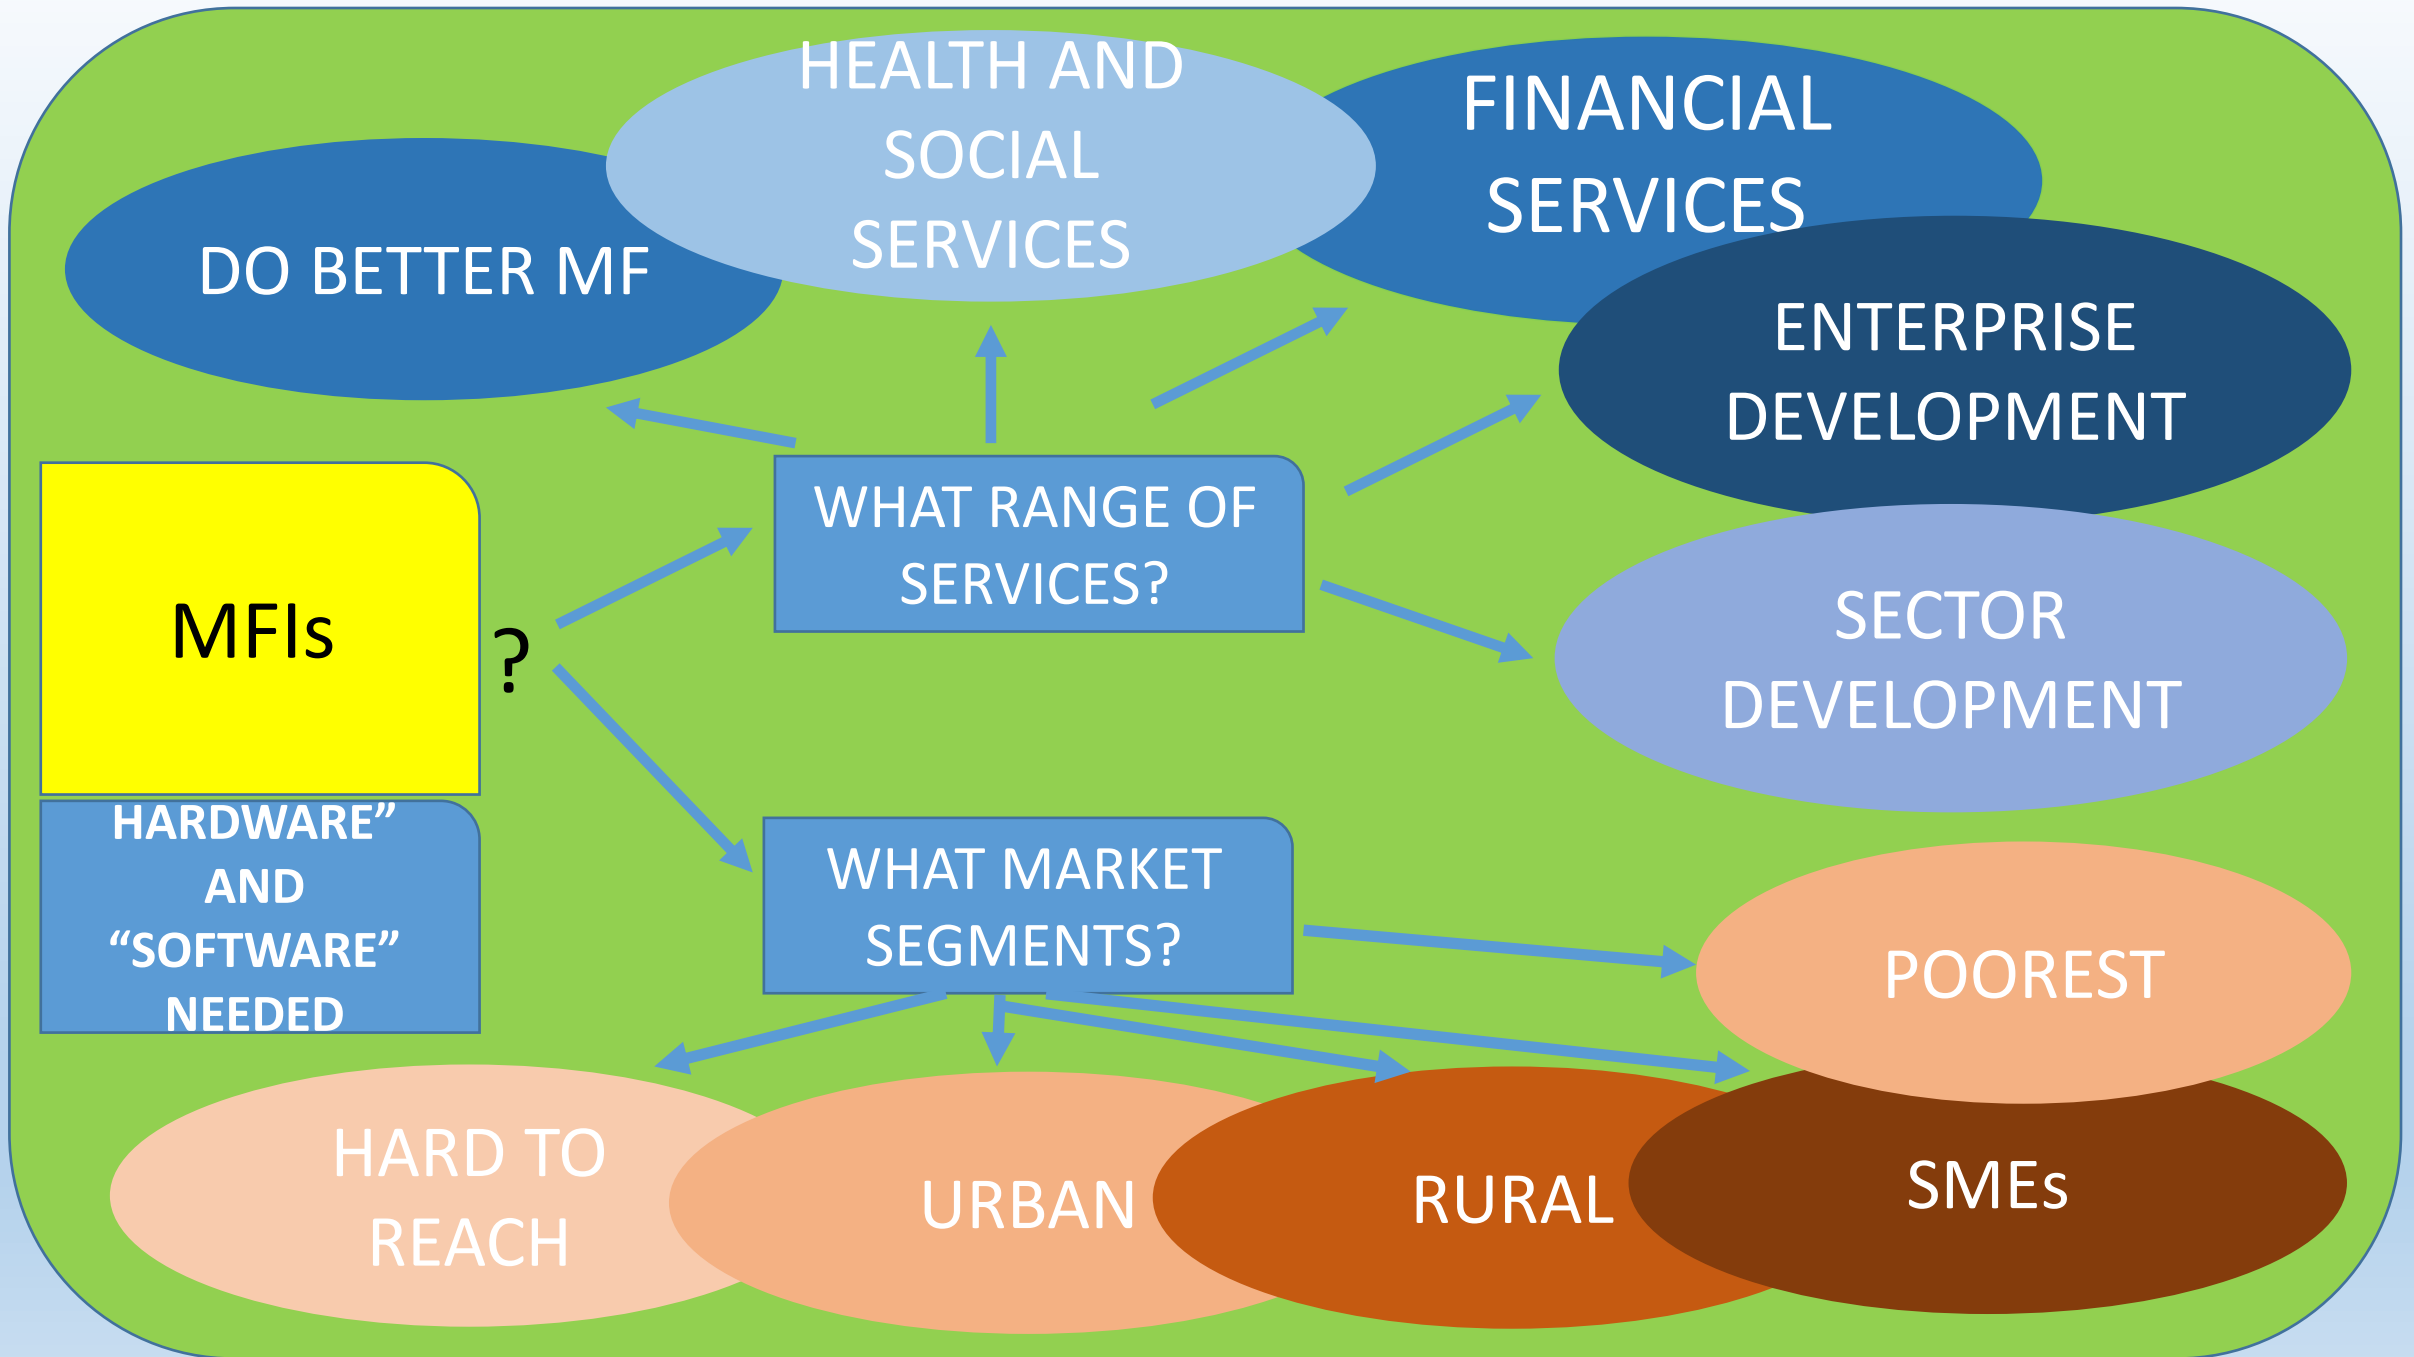 HEALTH AND
SOCIAL
SERVICES
FINANCIAL
SERVICES
DO BETTER MF
ENTERPRISE
DEVELOPMENT
WHAT RANGE OF
SERVICES?
MFIs
?
SECTOR
DEVELOPMENT
HARDWARE”
AND
“SOFTWARE”
NEEDED
WHAT MARKET
SEGMENTS?
POOREST
HARD TO
REACH
URBAN
RURAL
SMEs